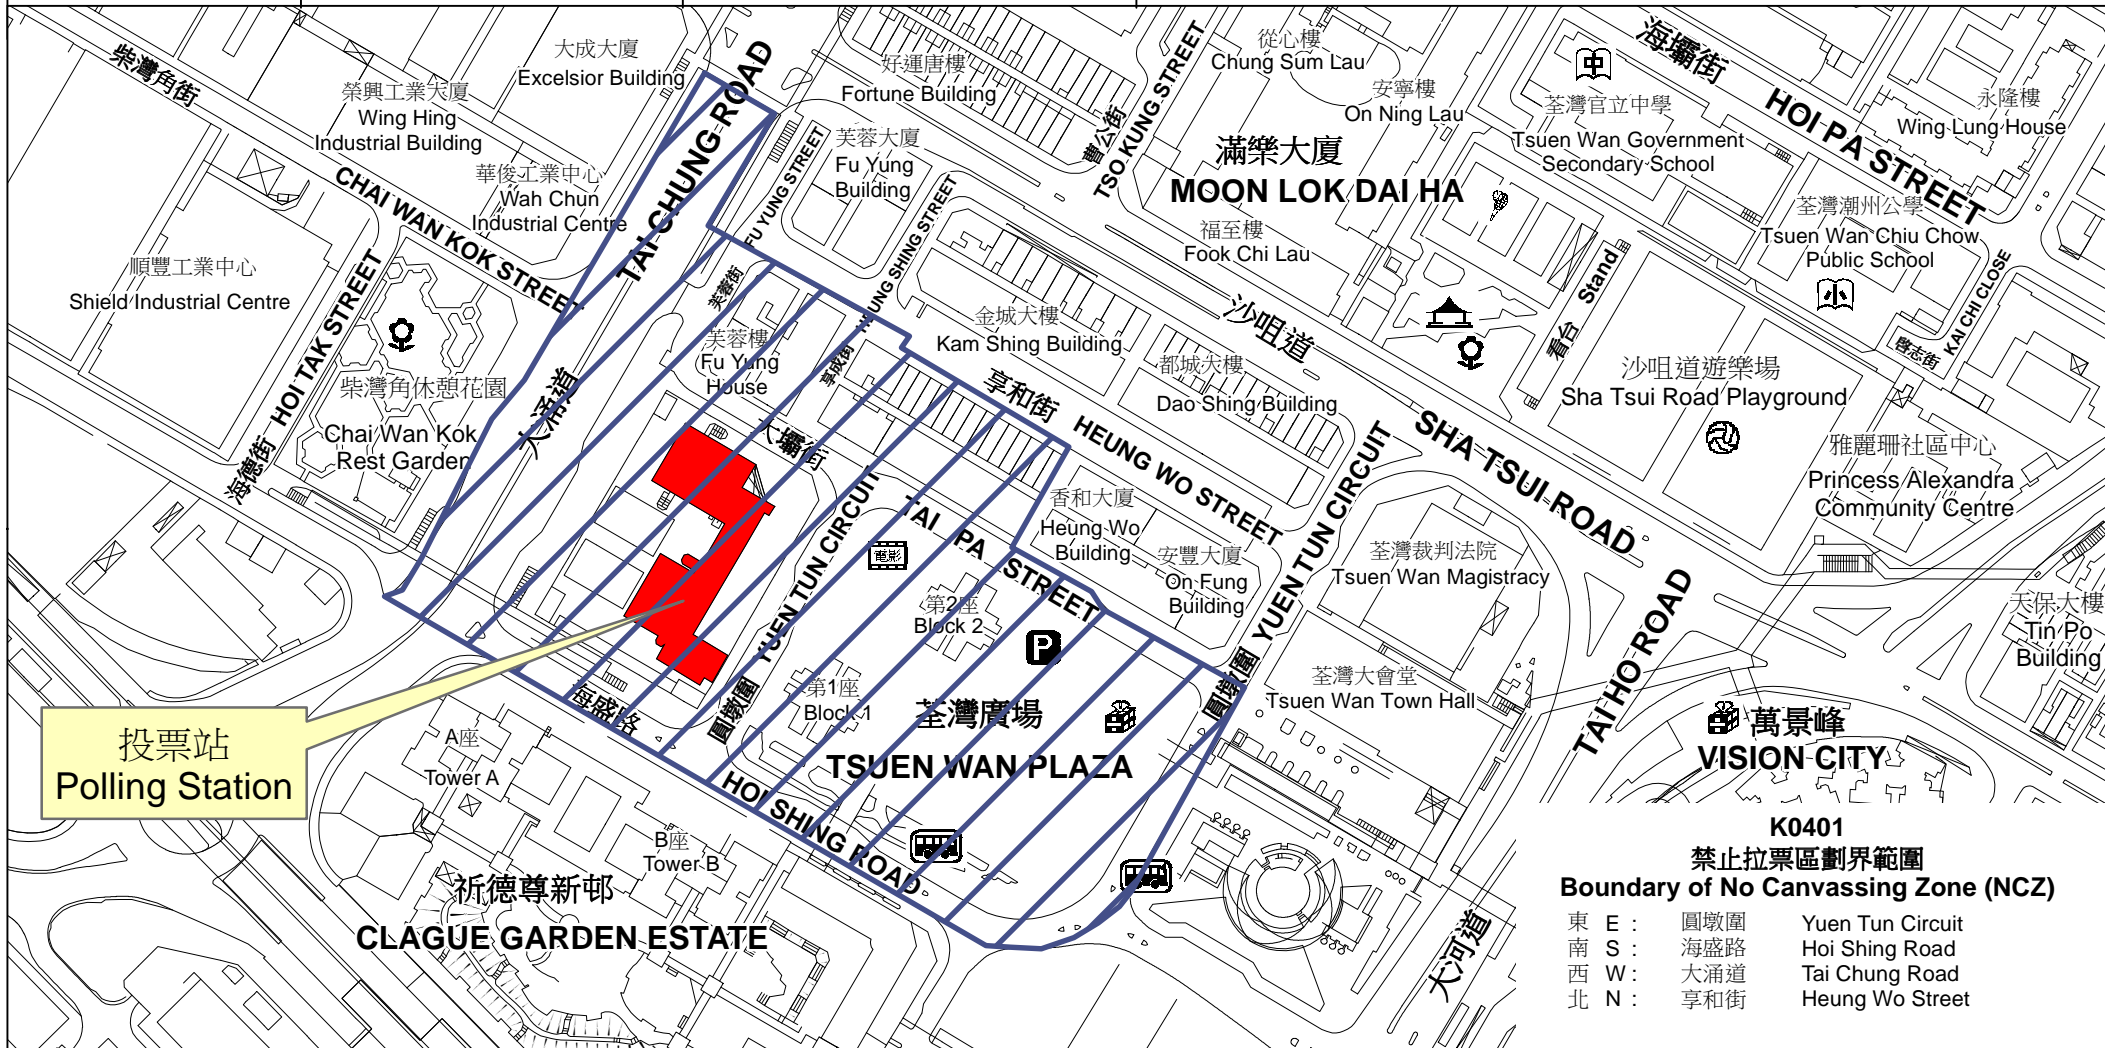 柴灣角街
大成大廈
Excelsior Building
榮興工業大廈
Wing Hing
Industrial Building
華俊工業中心
Wah Chun
Industrial Centre
CHAI WAN KOK STREET
順豐工業中心
Shield Industrial Centre
HOI TAK STREET
海德街
柴灣角休憩花園
Chai Wan Kok
Rest Garden
TAI CHUNG ROAD
大涌道
好運唐樓
Fortune Building
芙蓉大廈
Fu Yung
Building
FU YUNG STREET
芙蓉街
HEUNG SHING STREET
享成街
芙蓉樓
Fu Yung
House
曹公街
TSO KUNG STREET
從心樓
Chung Sum Lau
安寧樓
On Ning Lau
滿樂大廈
MOON LOK DAI HA
福至樓
Fook Chi Lau
中
荃灣官立中學
Tsuen Wan Government
Secondary School
海壩街
HOI PA STREET
永隆樓
Wing Lung House
荃灣潮州公學
Tsuen Wan Chiu Chow
Public School
小
KAI CHI CLOSE
啓志街
看台 Stand
金城大樓
Kam Shing Building
沙咀道
SHA TSUI ROAD
都城大樓
Dao Shing Building
享和街
HEUNG WO STREET
沙咀道遊樂場
Sha Tsui Road Playground
雅麗珊社區中心
Princess Alexandra
Community Centre
大壩街
TAI PA STREET
香和大廈
Heung Wo
Building
安豐大廈
On Fung
Building
YUEN TUN CIRCUIT
圓墩圍
荃灣裁判法院
Tsuen Wan Magistracy
荃灣大會堂
Tsuen Wan Town Hall
TAI HO ROAD
大河道
天保大樓
Tin Po
Building
萬景峰
VISION CITY
電影
YUEN TUN CIRCUIT
圓墩圍
第2座
Block 2
P
第1座
Block 1
荃灣廣場
TSUEN WAN PLAZA
海盛路
HOI SHING ROAD
投票站
Polling Station
A座
Tower A
B座
Tower B
祈德尊新邨
CLAGUE GARDEN ESTATE
K0401
禁止拉票區劃界範圍
Boundary of No Canvassing Zone (NCZ)
東 E : 圓墩圍 Yuen Tun Circuit
南 S : 海盛路 Hoi Shing Road
西 W : 大涌道 Tai Chung Road
北 N : 享和街 Heung Wo Street